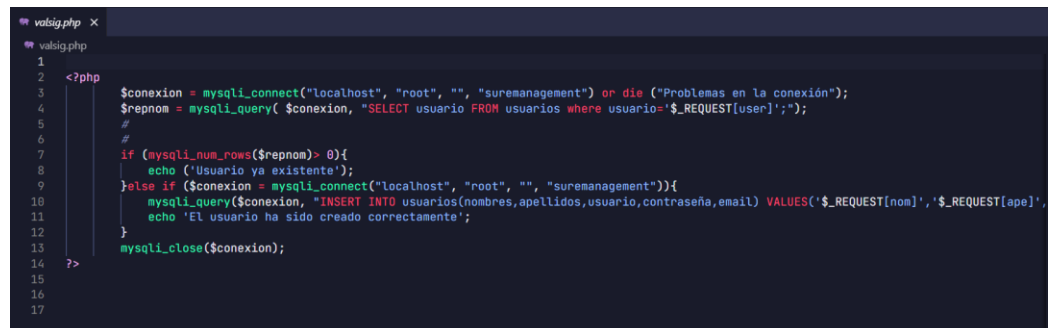 valsig.php ×
valsig.php
1
2 <?php
3 $conexion = mysqli_connect("localhost", "root", "", "suremanagement") or die ("Problemas en la conexión");
4 $repnom = mysqli_query( $conexion, "SELECT usuario FROM usuarios where usuario='$_REQUEST[user]';");
5 #
6 #
7 if (mysqli_num_rows($repnom)> 0){
8 echo ('Usuario ya existente');
9 }else if ($conexion = mysqli_connect("localhost", "root", "", "suremanagement")){
10 mysqli_query($conexion, "INSERT INTO usuarios(nombres,apellidos,usuario,contraseña,email) VALUES('$_REQUEST[nom]','$_REQUEST[ape]',
11 echo 'El usuario ha sido creado correctamente';
12 }
13 mysqli_close($conexion);
14 ?>
15
16
17